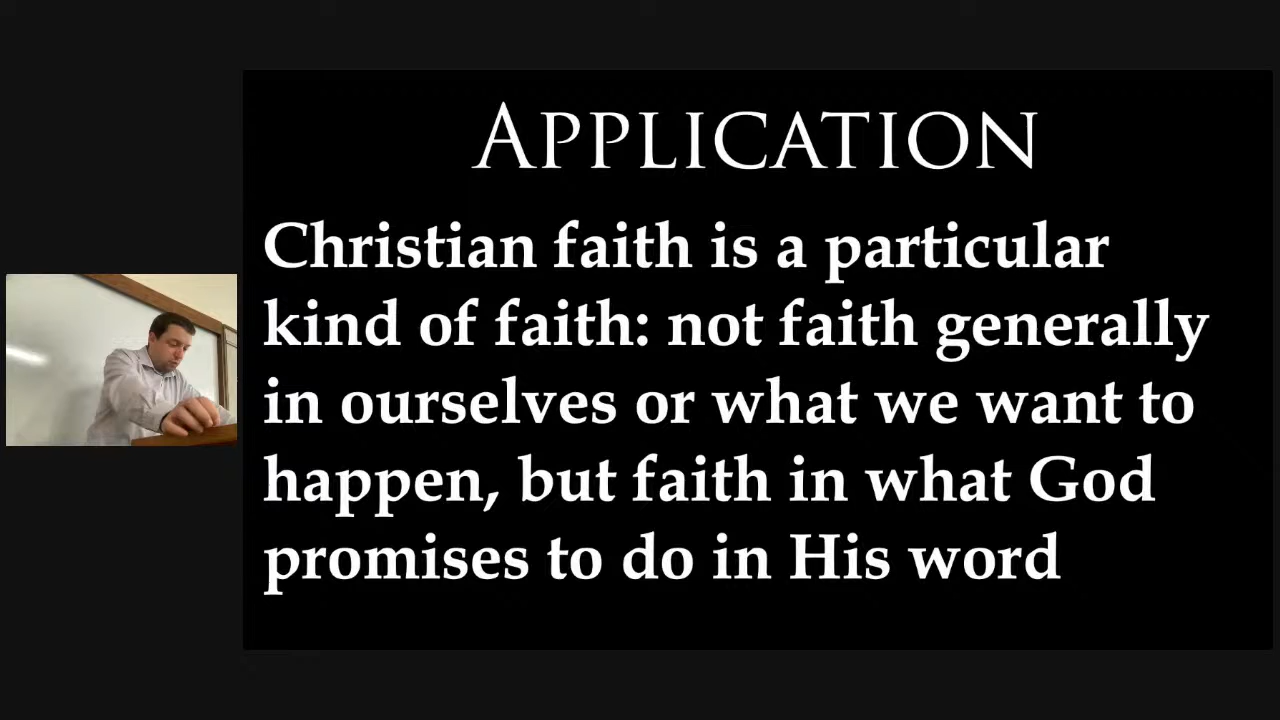 APPLICATION
Christian faith is a particular
kind of faith: not faith generally
in ourselves or what we want to
happen, but faith in what God
promises to do in His word